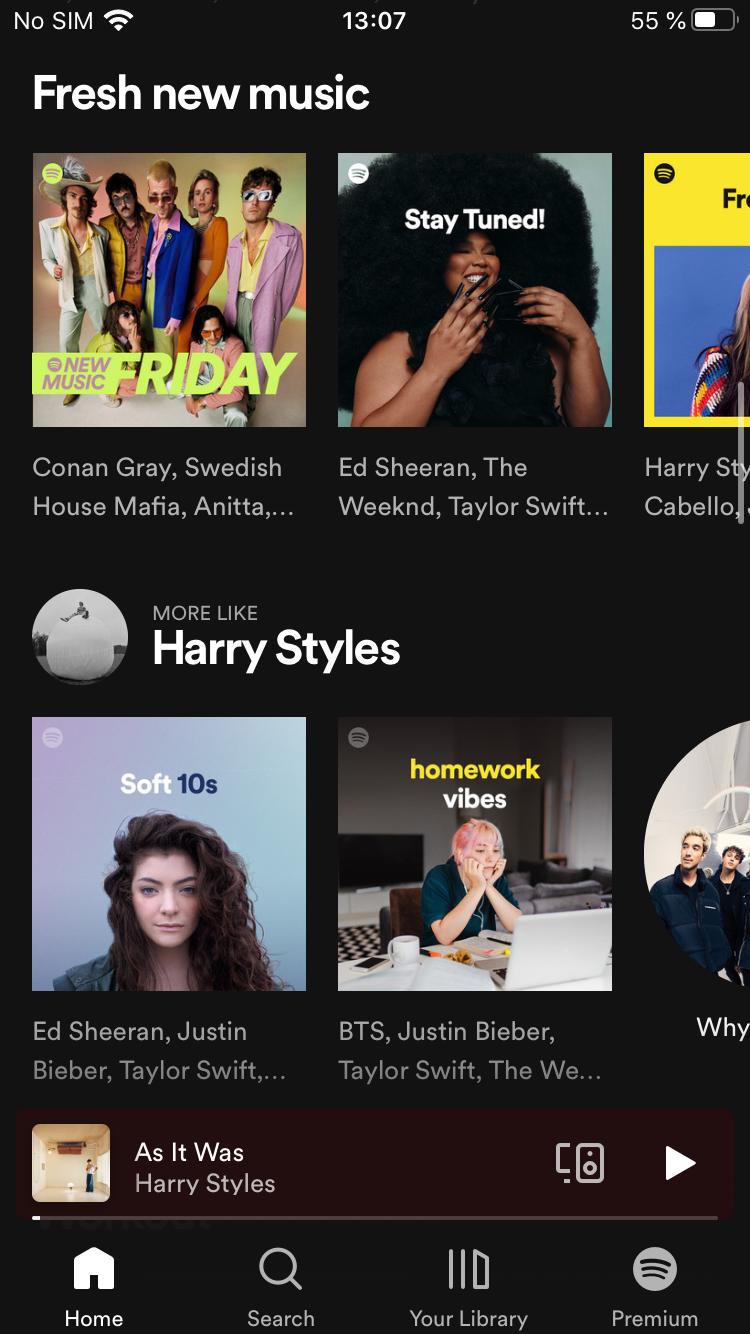 No SIM 13:07 55 %
Fresh new music
NEW
MUSIC FRIDAY
Stay Tuned!
Conan Gray, Swedish
House Mafia, Anitta,...
Ed Sheeran, The
Weeknd, Taylor Swift...
Harry
Cabello,
MORE LIKE
Harry Styles
Soft 10s
homework
vibes
Ed Sheeran, Justin
Bieber, Taylor Swift,...
BTS, Justin Bieber,
Taylor Swift, The We...
Why
As It Was
Harry Styles
Home Search Your Library Premium